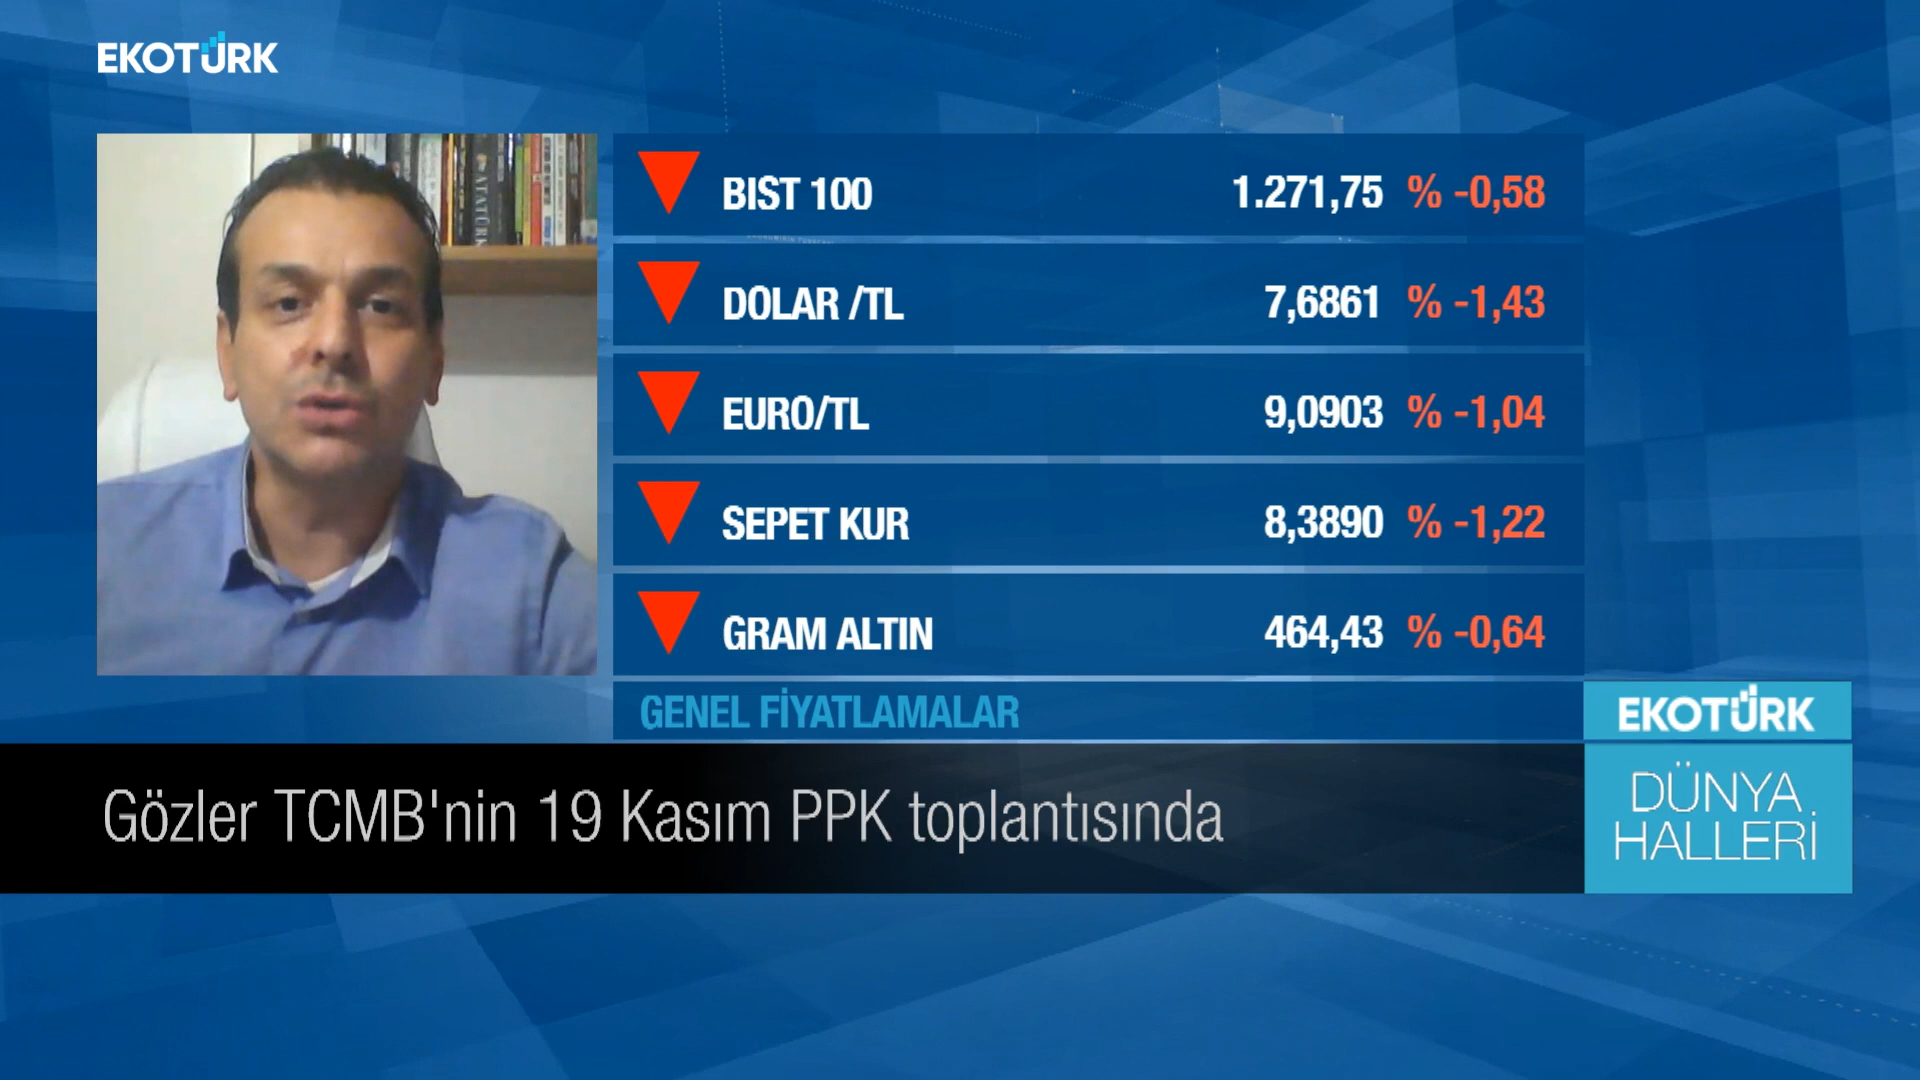 EKOTÜRK
ATATÜRK
BIST 100 1.271,75 % -0,58
DOLAR /TL 7,6861 % -1,43
EURO/TL 9,0903 % -1,04
SEPET KUR 8,3890 % -1,22
GRAM ALTIN 464,43 % -0,64
GENEL FİYATLAMALAR
EKOTÜRK
Gözler TCMB'nin 19 Kasım PPK toplantısında
DÜNYA
HALLERİ